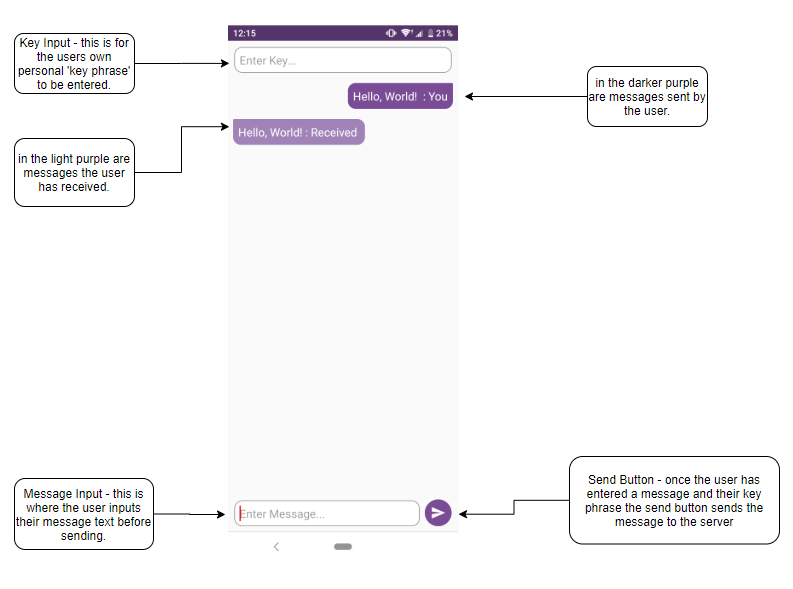 12:15
21%
Key Input - this is for
the users own
personal 'key phrase'
to be entered.
Enter Key...
in the darker purple
are messages sent by
the user.
Hello, World!  : You
Hello, World! : Received
in the light purple are
messages the user
has received.
Message Input - this is
where the user inputs
their message text before
sending.
Enter Message...
Send Button - once the user has
entered a message and their key
phrase the send button sends the
message to the server